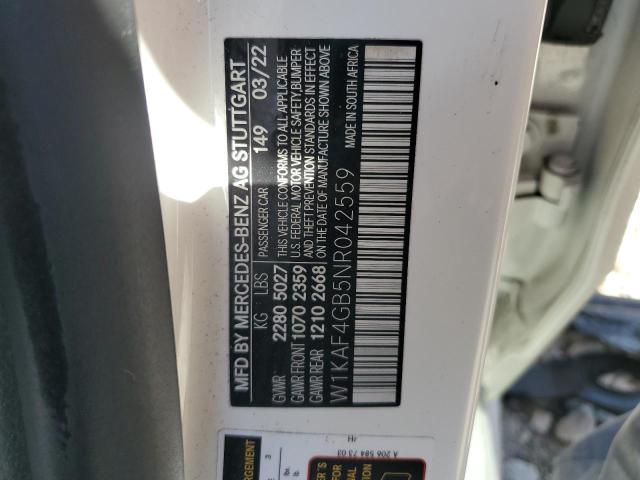 MFD BY MERCEDES-BENZ AG STUTTGART
KG LBS PASSENGER CAR 149 03/22
GVWR 2280 5027 THIS VEHICLE CONFORMS TO ALL APPLICABLE
GAWR FRONT 1070 2359 U.S. FEDERAL MOTOR VEHICLE SAFETY,BUMPER
GAWR REAR 1210 2668 AND THEFT PREVENTION STANDARDS IN EFFECT
ON THE DATE OF MANUFACTURE SHOWN ABOVE
W1KAF4GB5NR042559 MADE IN SOUTH AFRICA
A 206 584 73 03